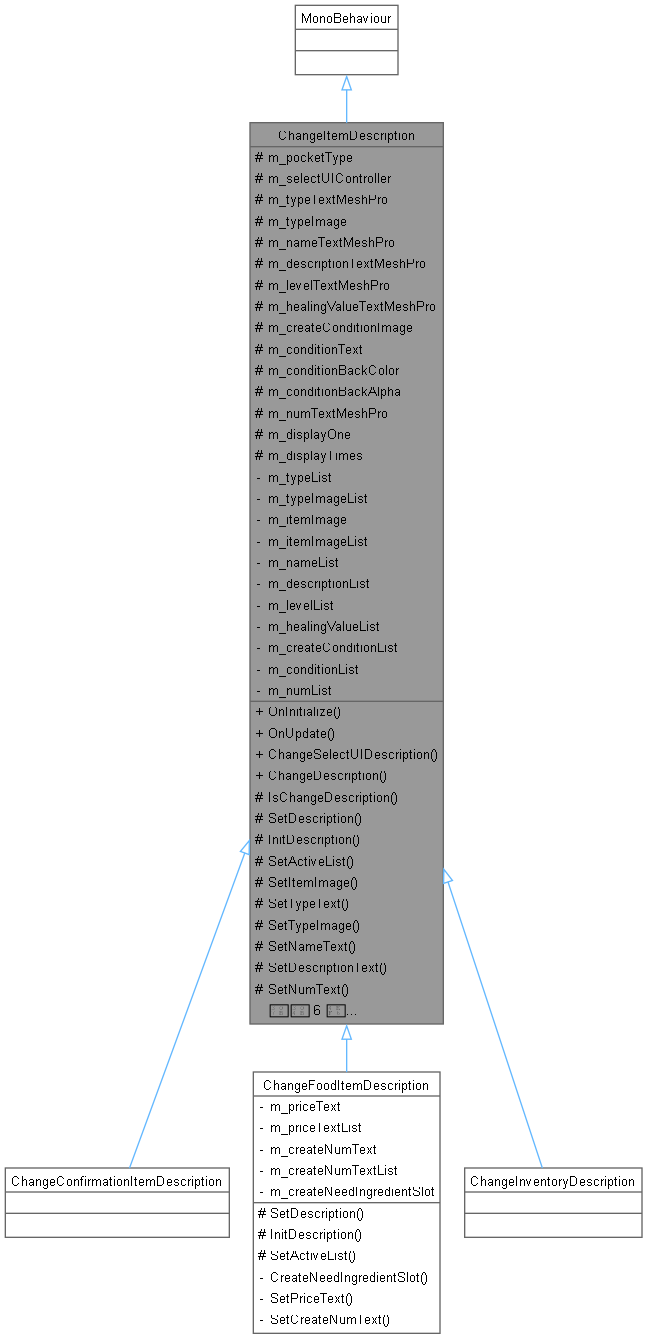 MonoBehaviour
ChangeItemDescription
# m_pocketType
# m_selectUIController
# m_typeTextMeshPro
# m_typeImage
# m_nameTextMeshPro
# m_descriptionTextMeshPro
# m_levelTextMeshPro
# m_healingValueTextMeshPro
# m_createConditionImage
# m_conditionText
# m_conditionBackColor
# m_conditionBackAlpha
# m_numTextMeshPro
# m_displayOne
# m_displayTimes
- m_typeList
- m_typeImageList
- m_itemImage
- m_itemImageList
- m_nameList
- m_descriptionList
- m_levelList
- m_healingValueList
- m_createConditionList
- m_conditionList
- m_numList
+ OnInitialize()
+ OnUpdate()
+ ChangeSelectUIDescription()
+ ChangeDescription()
# IsChangeDescription()
# SetDescription()
# InitDescription()
# SetActiveList()
# SetItemImage()
# SetTypeText()
# SetTypeImage()
# SetNameText()
# SetDescriptionText()
# SetNumText()
6 ...
ChangeFoodItemDescription
- m_priceText
- m_priceTextList
- m_createNumText
- m_createNumTextList
- m_createNeedIngredientSlot
# SetDescription()
# InitDescription()
# SetActiveList()
- CreateNeedIngredientSlot()
- SetPriceText()
- SetCreateNumText()
ChangeConfirmationItemDescription
ChangeInventoryDescription